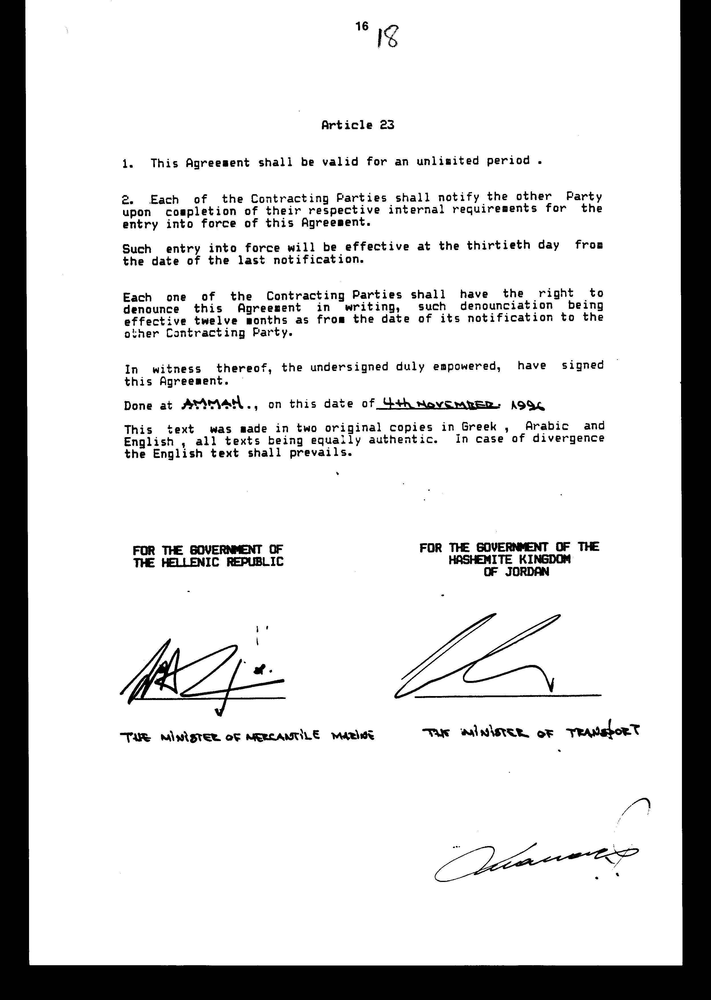 16
18
Article 23
1. This Agreement shall be valid for an unlimited period .
2. Each of the Contracting Parties shall notify the other Party
upon completion of their respective internal requirements for the
entry into force of this Agreement.
Such entry into force will be effective at the thirtieth day from
the date of the last notification.
Each one of the Contracting Parties shall have the right to
denounce this Agreement in writing, such denounciation being
effective twelve months as from the date of its notification to the
other Contracting Party.
In witness thereof, the undersigned duly empowered, have signed
this Agreement.
Done at AMMAN., on this date of 4th NOVEMBER. 1996
This text was made in two original copies in Greek , Arabic and
English , all texts being equally authentic. In case of divergence
the English text shall prevails.
FOR THE GOVERNMENT OF
THE HELLENIC REPUBLIC
FOR THE GOVERNMENT OF THE
HASHEMITE KINGDOM
OF JORDAN
THE MINISTER OF MERCANTILE MARINE
THE MINISTER OF TRANSPORT